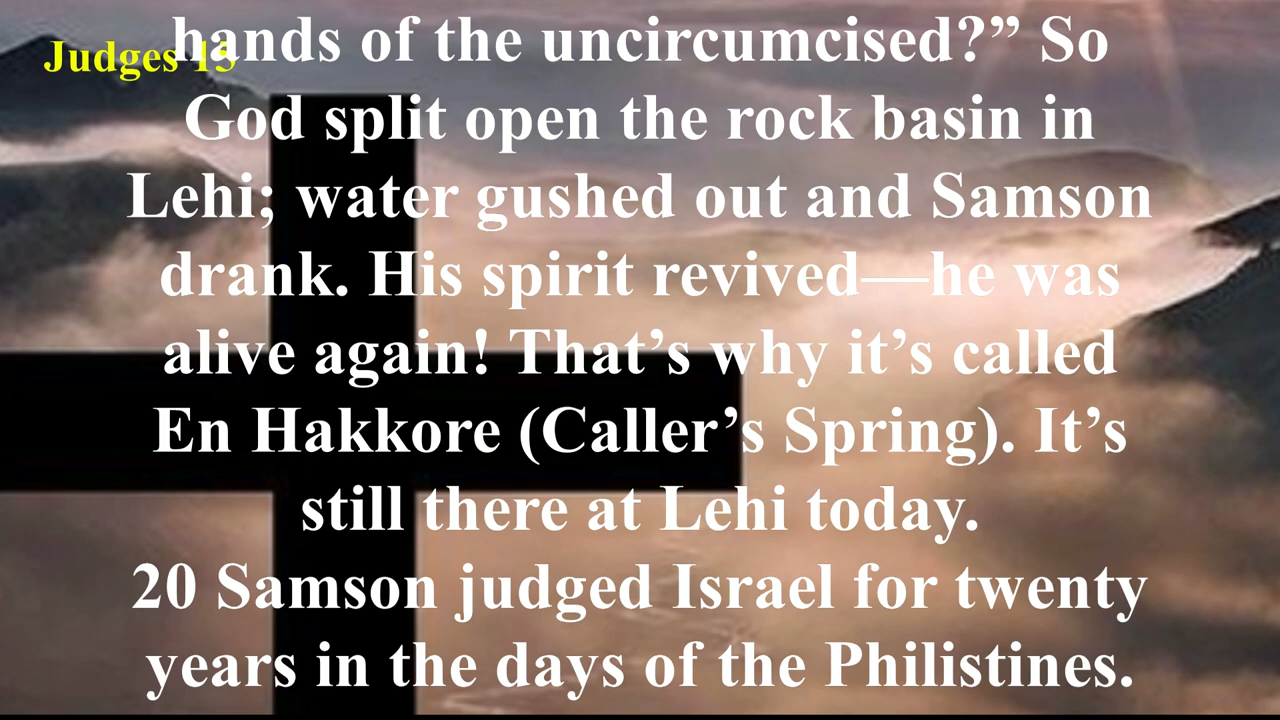 Judges 15
hands of the uncircumcised?” So
God split open the rock basin in
Lehi; water gushed out and Samson
drank. His spirit revived—he was
alive again! That’s why it’s called
En Hakkore (Caller’s Spring). It’s
still there at Lehi today.
20 Samson judged Israel for twenty
years in the days of the Philistines.